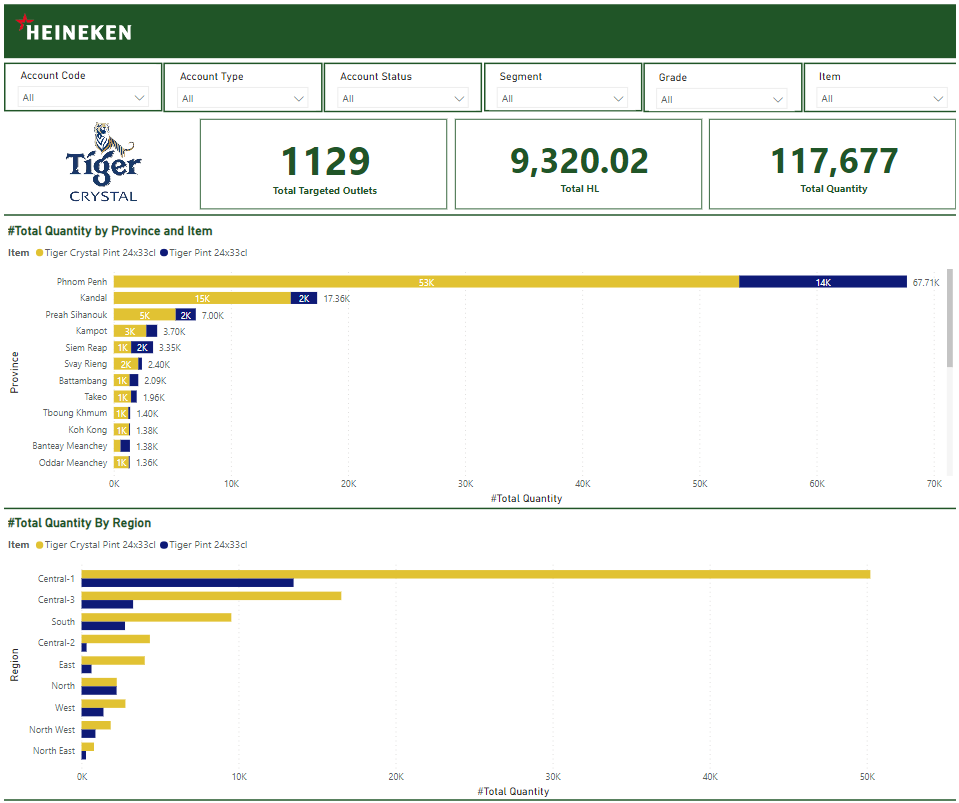 HEINEKEN
Account Code
Account Type
Account Status
Segment
Grade
Item
All
All
All
All
All
All
Tiger
CRYSTAL
1129
Total Targeted Outlets
9,320.02
Total HL
117,677
Total Quantity
#Total Quantity by Province and Item
Item Tiger Crystal Pint 24x33cl Tiger Pint 24x33cl
Province
Phnom Penh 53K 14K 67.71K
Kandal 15K 2K 17.36K
Preah Sihanouk 5K 2K 7.00K
Kampot 3K 3.70K
Siem Reap 1K 2K 3.35K
Svay Rieng 2K 2.40K
Battambang 1K 2.09K
Takeo 1K 1.96K
Tboung Khmum 1K 1.40K
Koh Kong 1K 1.38K
Banteay Meanchey 1.38K
Oddar Meanchey 1K 1.36K
0K 10K 20K 30K 40K 50K 60K 70K
#Total Quantity
#Total Quantity By Region
Item Tiger Crystal Pint 24x33cl Tiger Pint 24x33cl
Region
Central-1
Central-3
South
Central-2
East
North
West
North West
North East
0K 10K 20K 30K 40K 50K
#Total Quantity